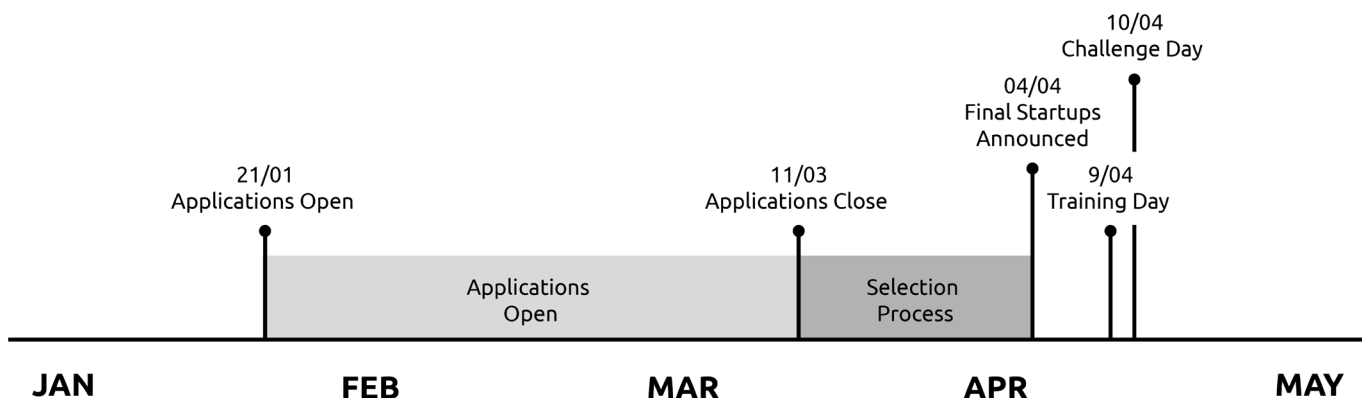 10/04
Challenge Day
04/04
Final Startups
Announced
21/01
Applications Open
11/03
Applications Close
9/04
Training Day
Applications
Open
Selection
Process
JAN
FEB
MAR
APR
MAY